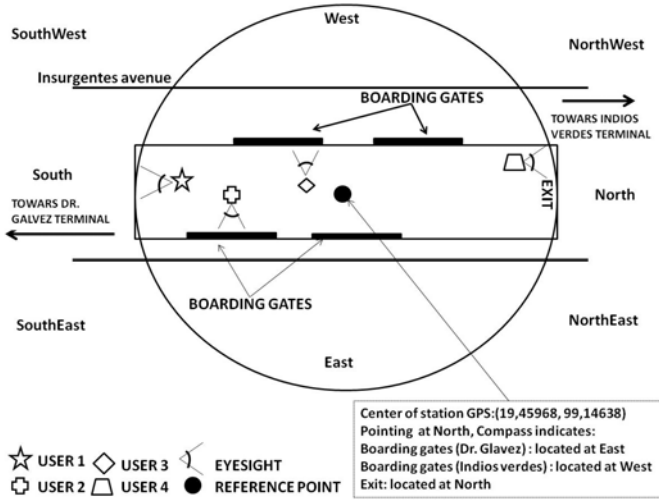 West
SouthWest
NorthWest
Insurgentes avenue
BOARDING GATES
TOWARS INDIOS
VERDES TERMINAL
South
North
EXIT
TOWARS DR.
GALVEZ TERMINAL
BOARDING GATES
SouthEast
NorthEast
East
Center of station GPS:(19,45968, 99,14638)
Pointing at North, Compass indicates:
Boarding gates (Dr. Glavez) : located at East
Boarding gates (Indios verdes) : located at West
Exit: located at North
USER 1
USER 3
EYESIGHT
USER 2
USER 4
REFERENCE POINT